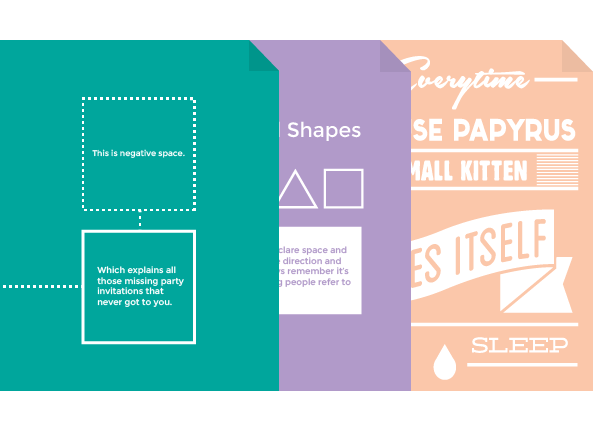 This is negative space.
Which explains all
those missing party
invitations that
never got to you.
Shapes
clare space and
direction and
remember it's
people refer to
Everytime
SE PAPYRUS
MALL KITTEN
ES ITSELF
SLEEP